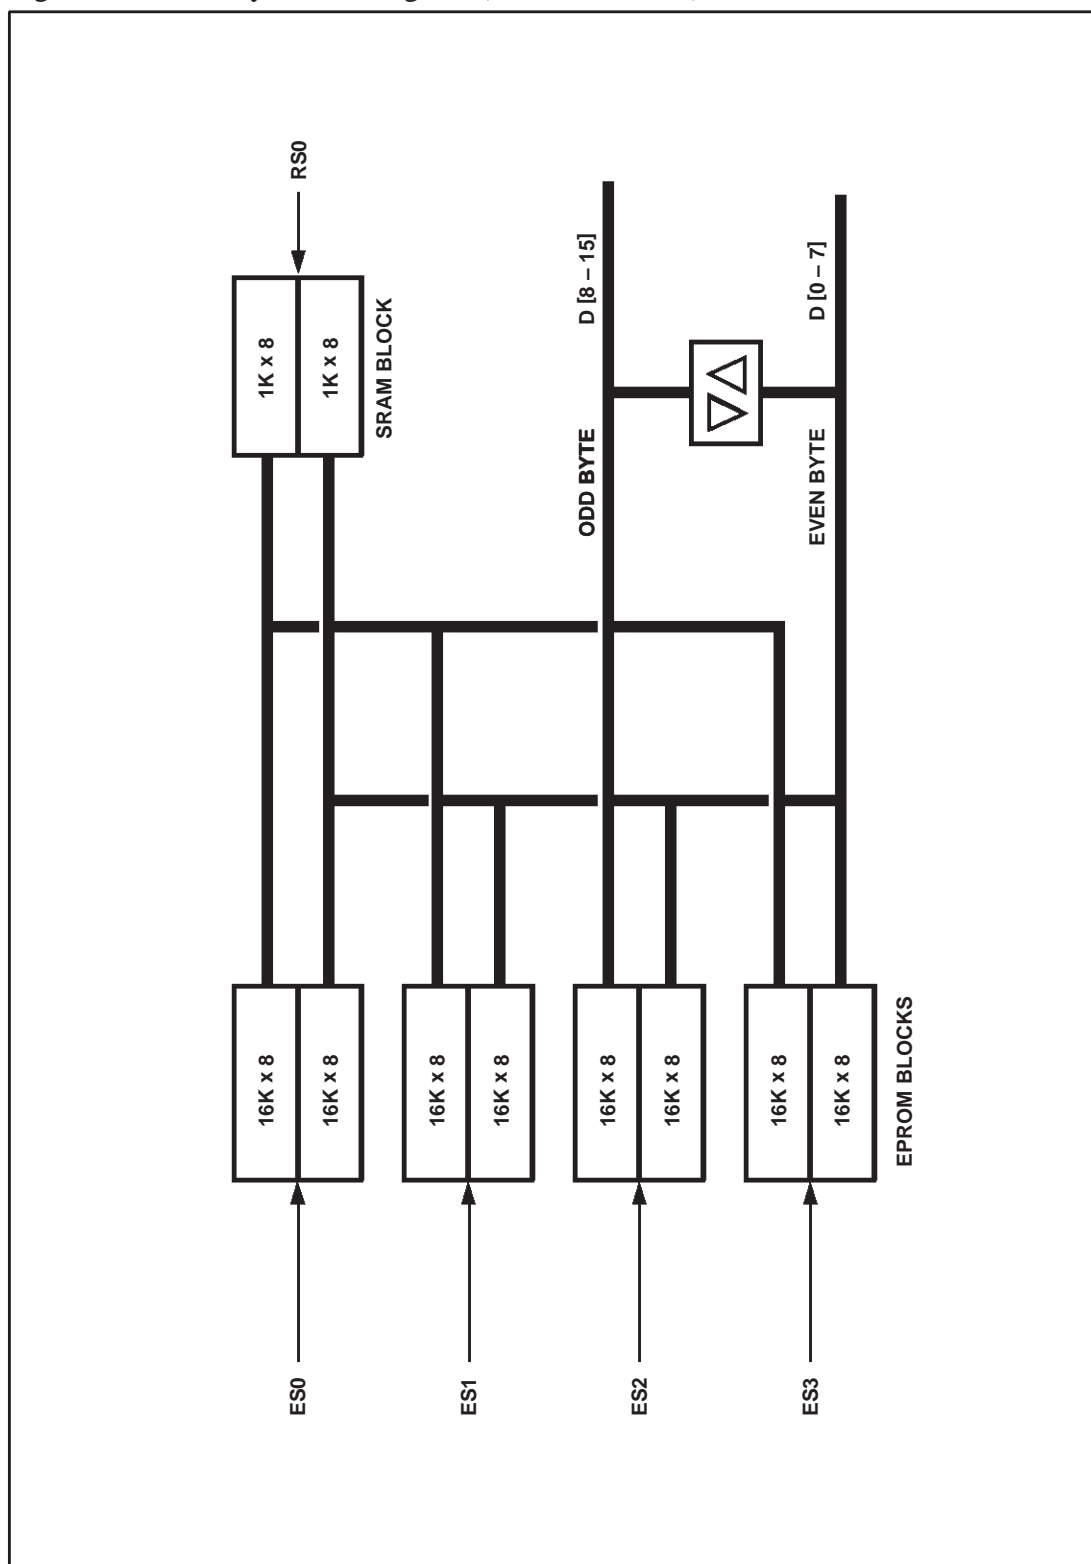 16K x 8
1K x 8
ES0
RS0
16K x 8
1K x 8
SRAM BLOCK
16K x 8
ES1
16K x 8
ODD BYTE
D [8 – 15]
16K x 8
ES2
16K x 8
16K x 8
ES3
EVEN BYTE
D [0 – 7]
16K x 8
EPROM BLOCKS